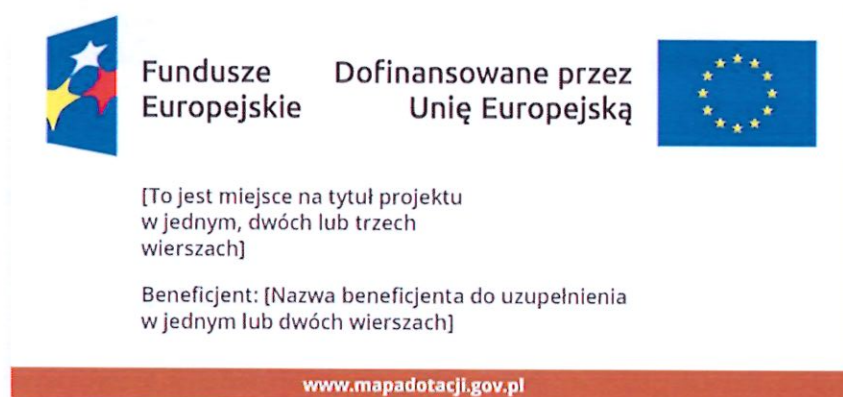 Fundusze
Europejskie
Dofinansowane przez
Unię Europejską
[To jest miejsce na tytuł projektu
w jednym, dwóch lub trzech
wierszach]
Beneficjent: [Nazwa beneficjenta do uzupełnienia
w jednym lub dwóch wierszach]
www.mapadotacji.gov.pl